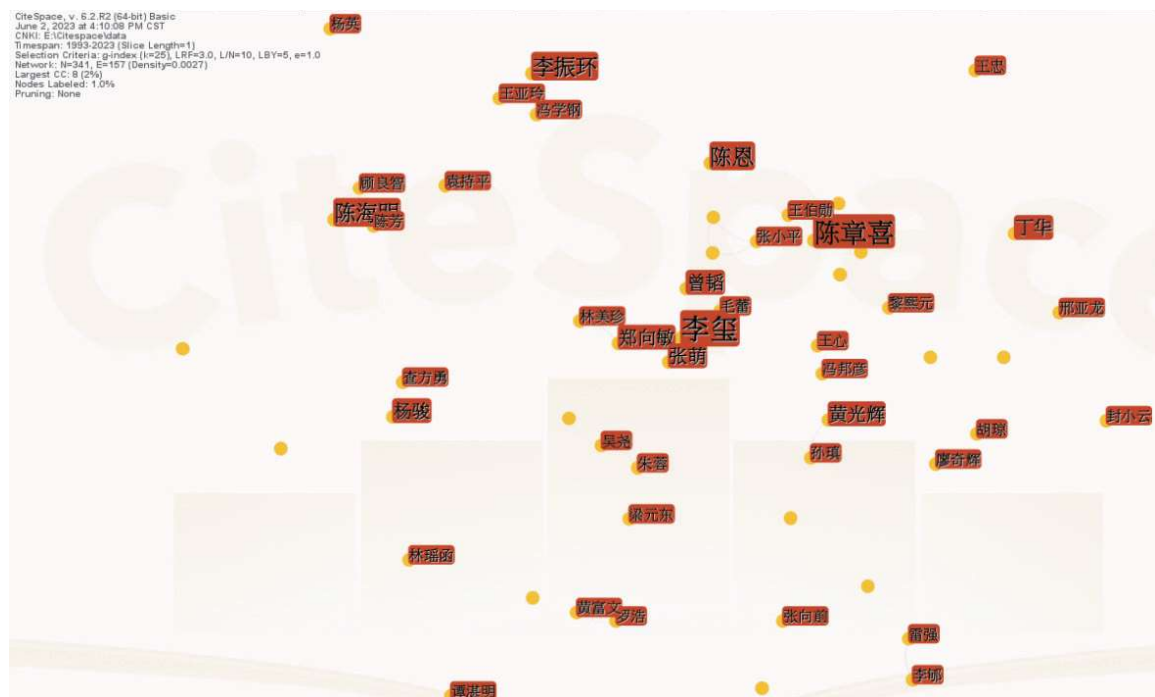 CiteSpace, v. 6.2.R2 (64-bit) Basic
June 2, 2023 at 4:10:08 PM CST
CNKI: E:\Citespace\data
Timespan: 1993-2023 (Slice Length=1)
Selection Criteria: g-index (k=25), LRF=3.0, L/N=10, LBY=5, e=1.0
Network: N=341, E=157 (Density=0.0027)
Largest CC: 8 (2%)
Nodes Labeled: 1.0%
Pruning: None
杨英
李振环
王忠
王亚玲
冯学钢
陈恩
顾良智
袁持平
陈海明
陈芳
王伯勋
陈章喜
张小平
丁华
曾韬
毛蕾
黎熙元
邢亚龙
林美珍
李玺
郑向敏
张萌
王心
冯邦彦
查方勇
杨骏
黄光辉
封小云
胡琼
吴尧
孙瑱
朱蓉
廖奇辉
梁元东
林瑶函
黄富文
罗浩
张向前
雷强
李郇
谭湛明
CiteSpace